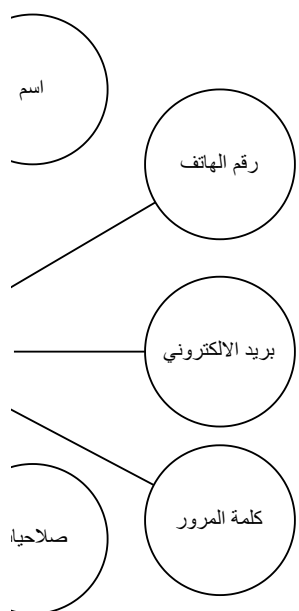 اسم
رقم الهاتف
بريد الالكتروني
كلمة المرور